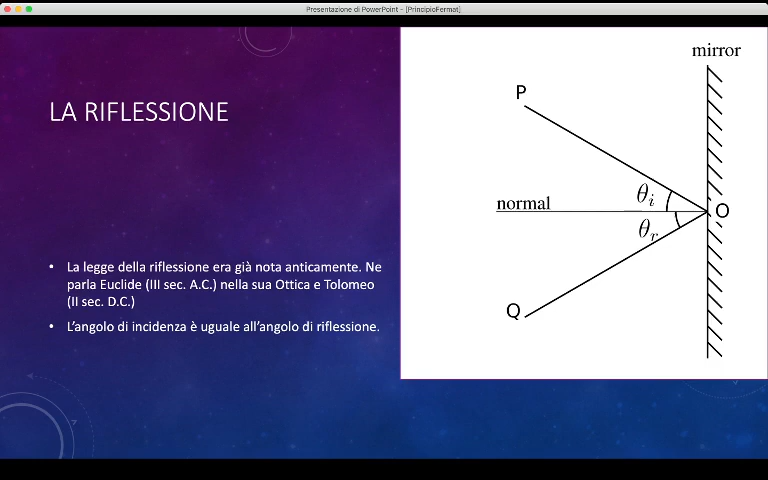 Presentazione di PowerPoint - [PrincipioFermat]
LA RIFLESSIONE
• La legge della riflessione era già nota anticamente. Ne
parla Euclide (III sec. A.C.) nella sua Ottica e Tolomeo
(II sec. D.C.)
• L'angolo di incidenza è uguale all'angolo di riflessione.
mirror
P
θi
normal
O
θr
Q